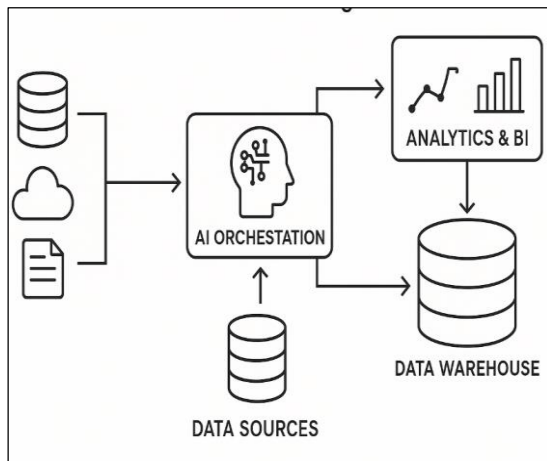 ANALYTICS & BI
AI ORCHESTATION
DATA WAREHOUSE
DATA SOURCES